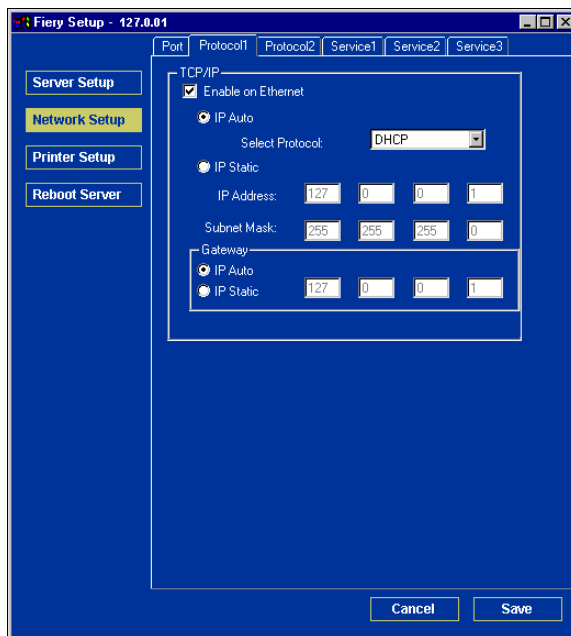 Fiery Setup - 127.0.01
Port Protocol1 Protocol2 Service1 Service2 Service3
Server Setup
Network Setup
Printer Setup
Reboot Server
TCP/IP
Enable on Ethernet
IP Auto
Select Protocol: DHCP
IP Static
IP Address: 127 0 0 1
Subnet Mask: 255 255 255 0
Gateway
IP Auto
IP Static 127 0 0 1
Cancel Save